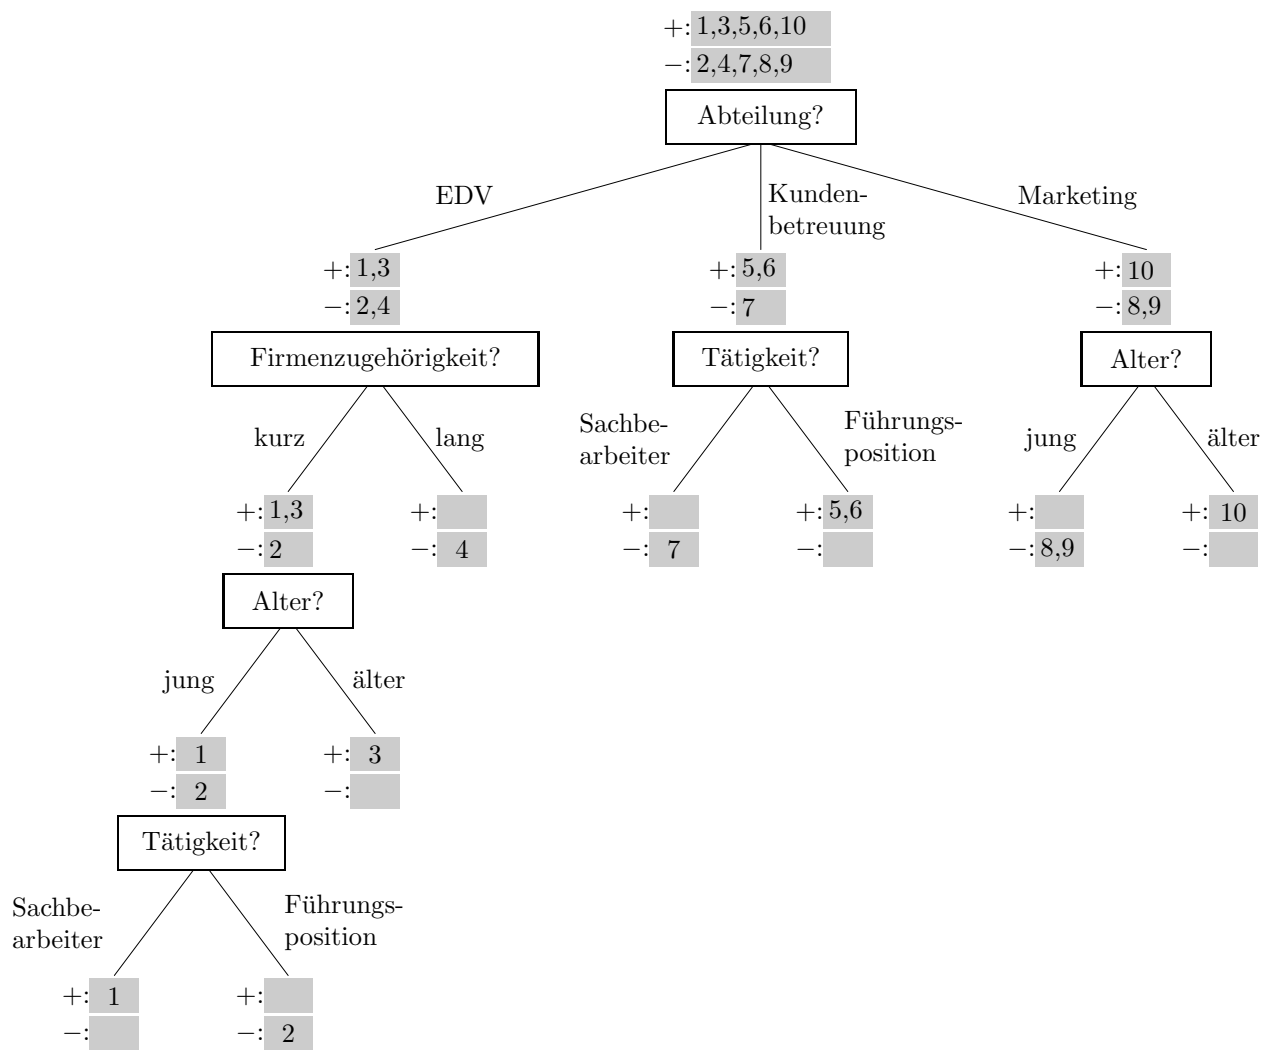 +: 1,3,5,6,10
−: 2,4,7,8,9
Abteilung?
EDV
Kunden-
betreuung
Marketing
+: 1,3
−: 2,4
Firmenzugehörigkeit?
+: 5,6
−: 7
Tätigkeit?
+: 10
−: 8,9
Alter?
kurz
lang
Sachbe-
arbeiter
Führungs-
position
jung
älter
+: 1,3
−: 2
+:
−: 4
+:
−: 7
+: 5,6
−:
+:
−: 8,9
+: 10
−:
Alter?
jung
älter
+: 1
−: 2
+: 3
−:
Tätigkeit?
Sachbe-
arbeiter
Führungs-
position
+: 1
−:
+:
−: 2